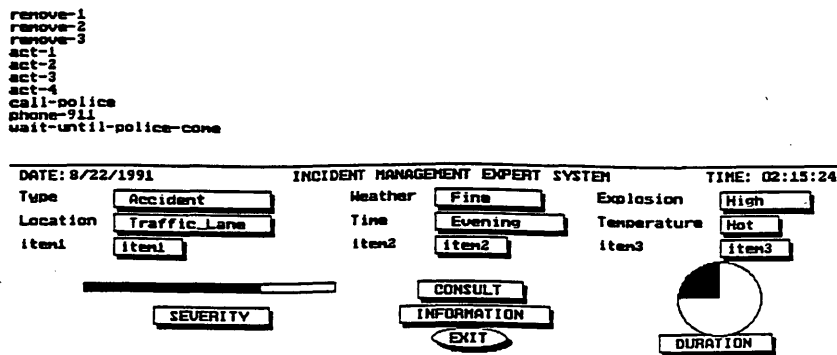 remove-1
remove-2
remove-3
act-1
act-2
act-3
act-4
call-police
phone-911
wait-until-police-come
DATE: 8/22/1991 INCIDENT MANAGEMENT EXPERT SYSTEM TIME: 02:15:24
Type Accident Weather Fine Explosion High
Location Traffic_Lane Time Evening Temperature Hot
item1 item1 item2 item2 item3 item3
CONSULT
SEVERITY INFORMATION
EXIT
DURATION